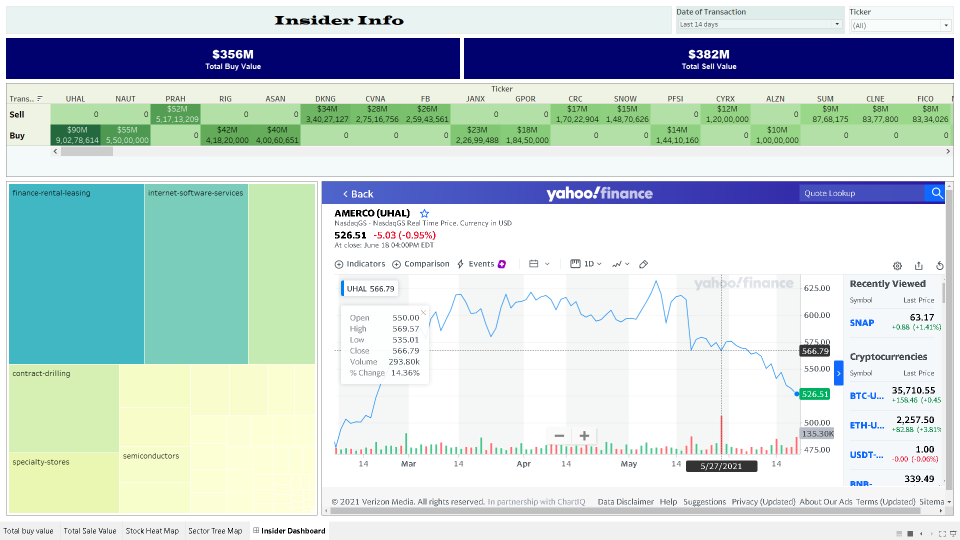 Insider Info
Date of Transaction
Last 14 days
Ticker
(All)
$356M
Total Buy Value
$382M
Total Sell Value
Ticker
Trans.. UHAL NAUT PRAH RIG ASAN DKNG CVNA FB JANX GPOR CRC SNOW PFSI CYRX ALZN SUM CLNE FICO
$52M $34M $28M $26M $17M $15M $12M $9M $8M $8M
Sell 0 0 5,17,13,209 0 0 3,40,27,127 2,75,16,756 2,59,43,561 0 0 1,70,22,904 1,48,70,626 0 1,20,00,000 0 87,68,175 83,77,800 83,34,026
$90M $55M $42M $40M $23M $18M $14M $10M
Buy 9,02,78,614 5,50,00,000 0 4,18,20,000 4,00,60,651 0 0 0 2,26,99,488 1,84,50,000 0 0 1,44,10,160 0 1,00,00,000 0 0 0
finance-rental-leasing
internet-software-services
contract-drilling
specialty-stores
semiconductors
Back
yahoo!finance
Quote Lookup
AMERCO (UHAL)
NasdaqGS - NasdaqGS Real Time Price. Currency in USD
526.51 -5.03 (-0.95%)
At close: June 18 04:00PM EDT
Indicators Comparison Events 1D
UHAL 566.79
yahoo!finance
Open 550.00
High 569.57
Low 535.01
Close 566.79
Volume 293.80k
% Change 14.36%
625.00
600.00
566.79
550.00
526.51
500.00
135.30K
475.00
14 Mar 14 Apr 14 May 14 5/27/2021 14
Recently Viewed
Symbol Last Price
SNAP 63.17
+0.88 (+1.41%)
Cryptocurrencies
Symbol Last Price
BTC-U... 35,710.55
+158.46 (+0.45
ETH-U... 2,257.50
+82.88 (+3.81%
USDT-... 1.00
-0.00 (-0.06%)
BNB-... 339.49
© 2021 Verizon Media. All rights reserved. In partnership with ChartIQ Data Disclaimer Help Suggestions Privacy (Updated) About Our Ads Terms (Updated) Sitema
Total buy value Total Sale Value Stock Heat Map Sector Tree Map Insider Dashboard